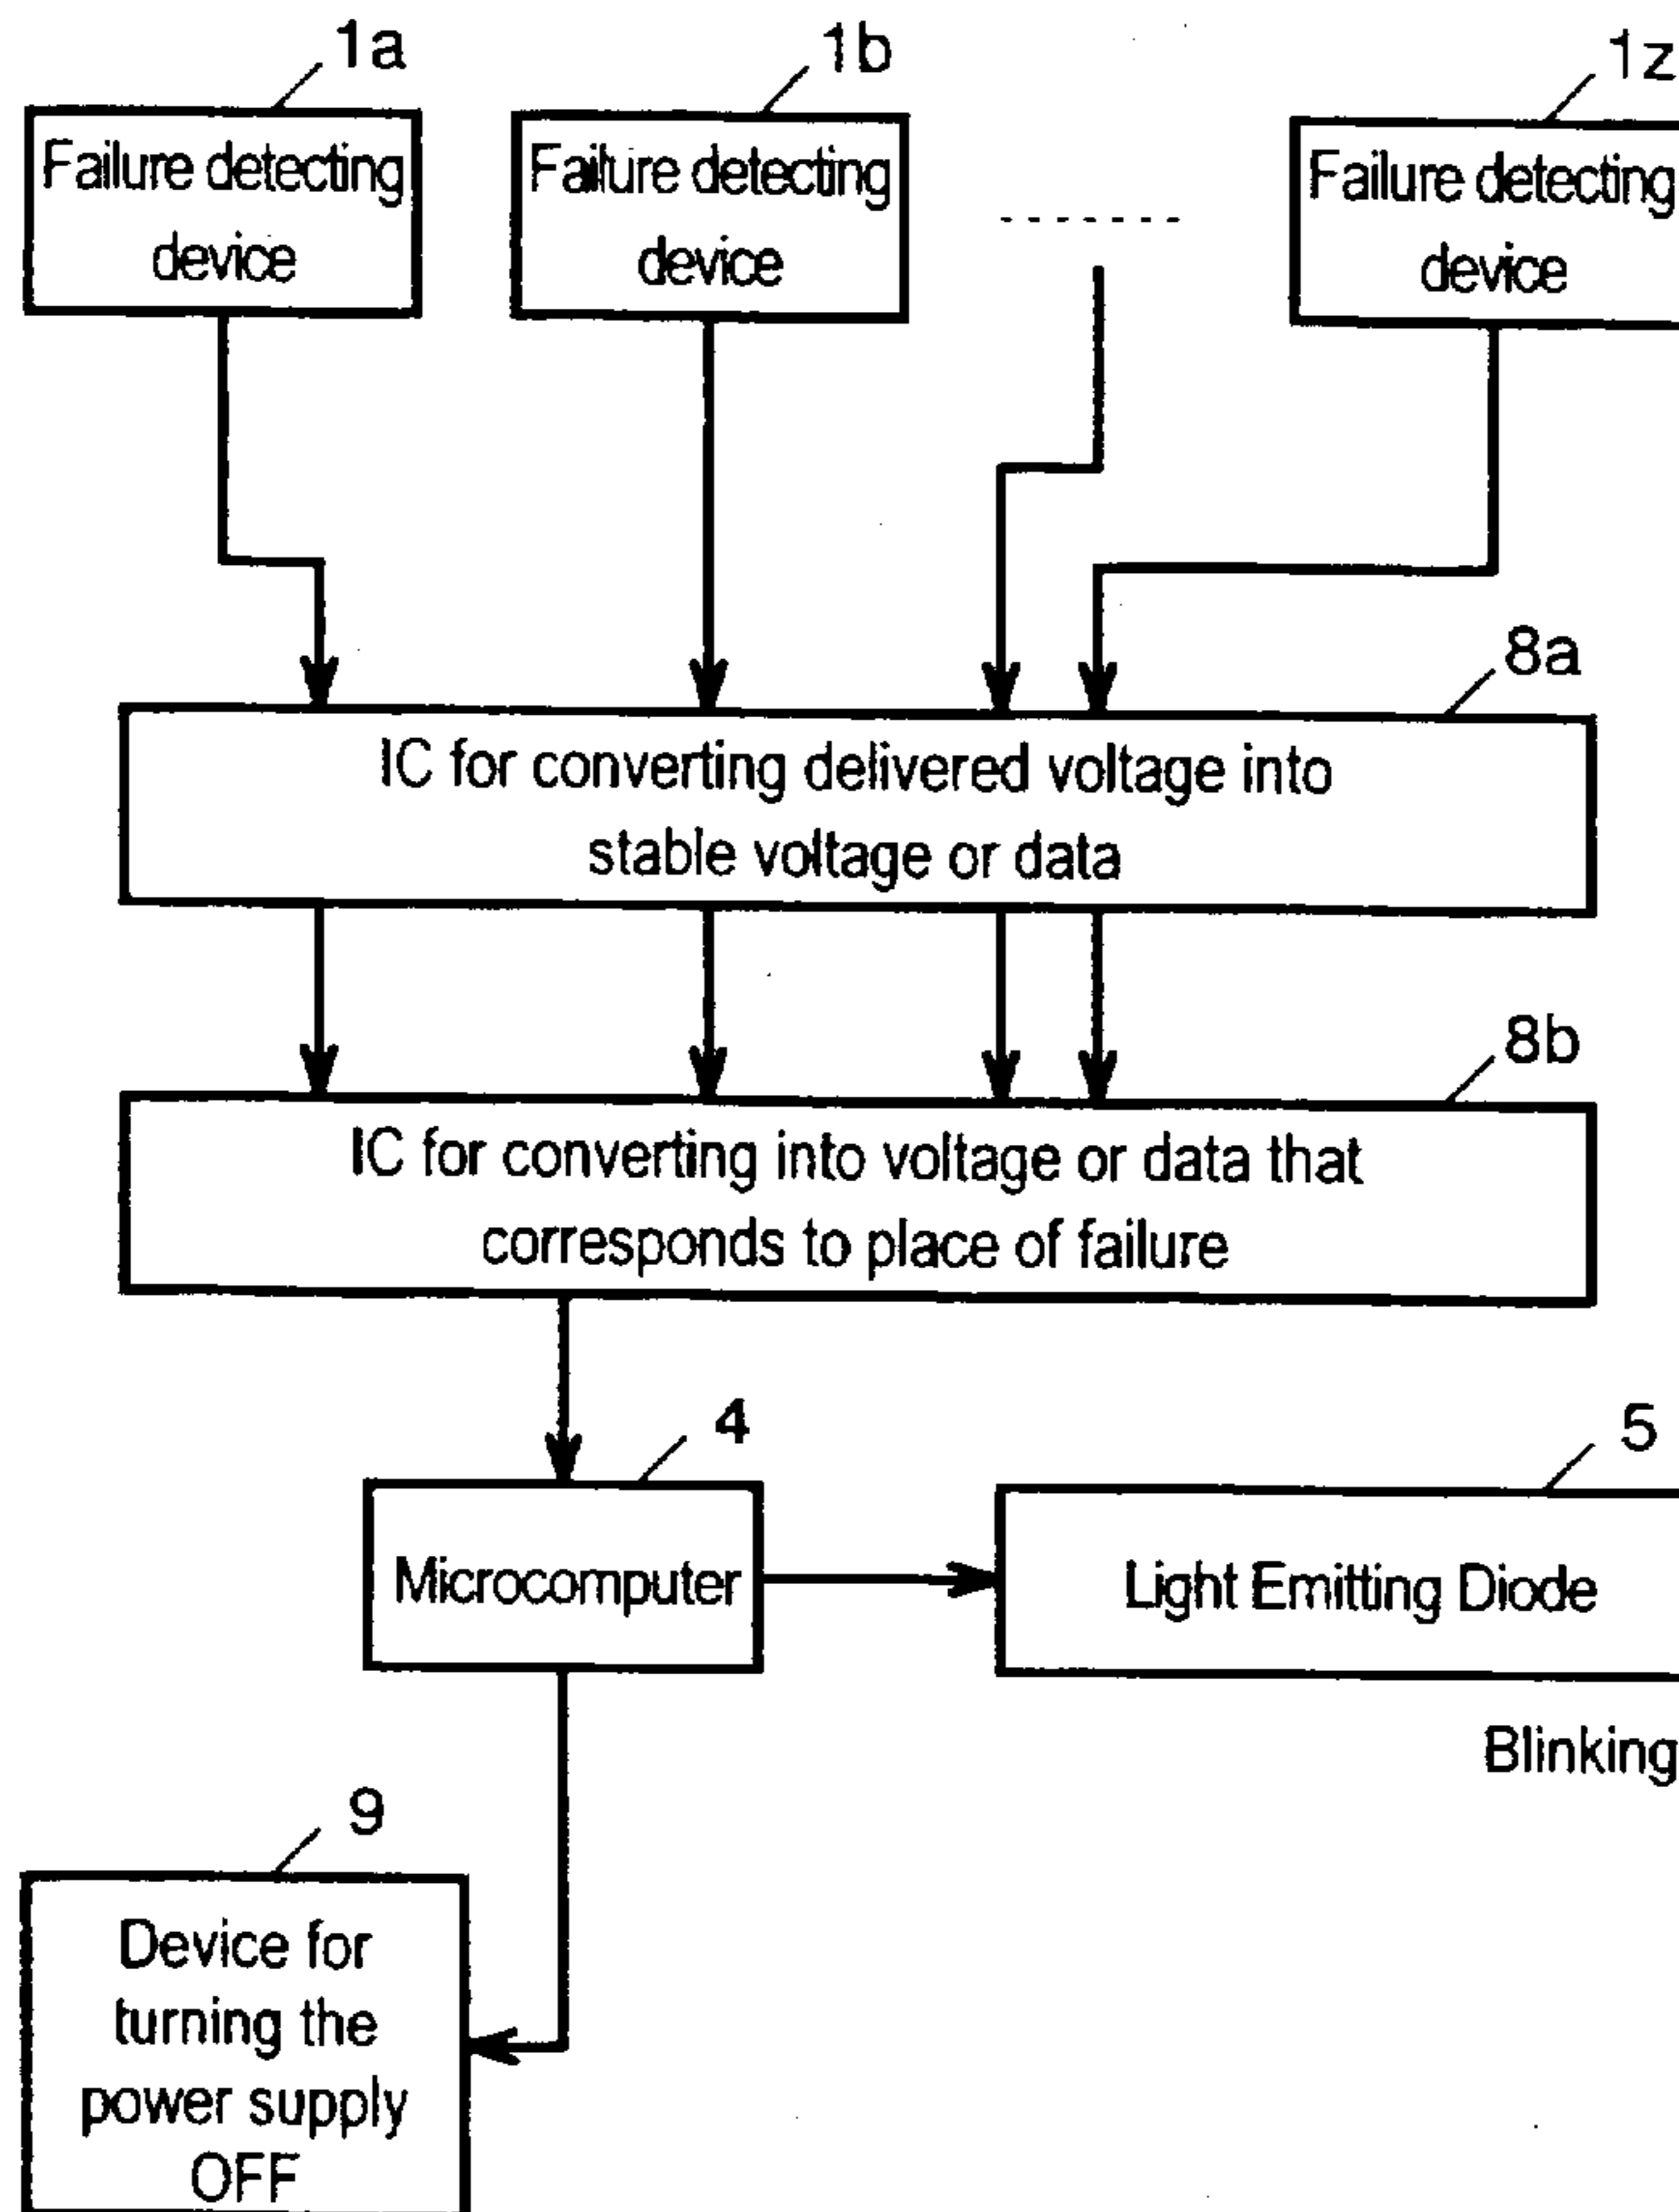 1a
1b
1z
Failure detecting
device
Failure detecting
device
Failure detecting
device
8a
IC for converting delivered voltage into
stable voltage or data
8b
IC for converting into voltage or data that
corresponds to place of failure
4
5
Microcomputer
Light Emitting Diode
Blinking
9
Device for
turning the
power supply
OFF